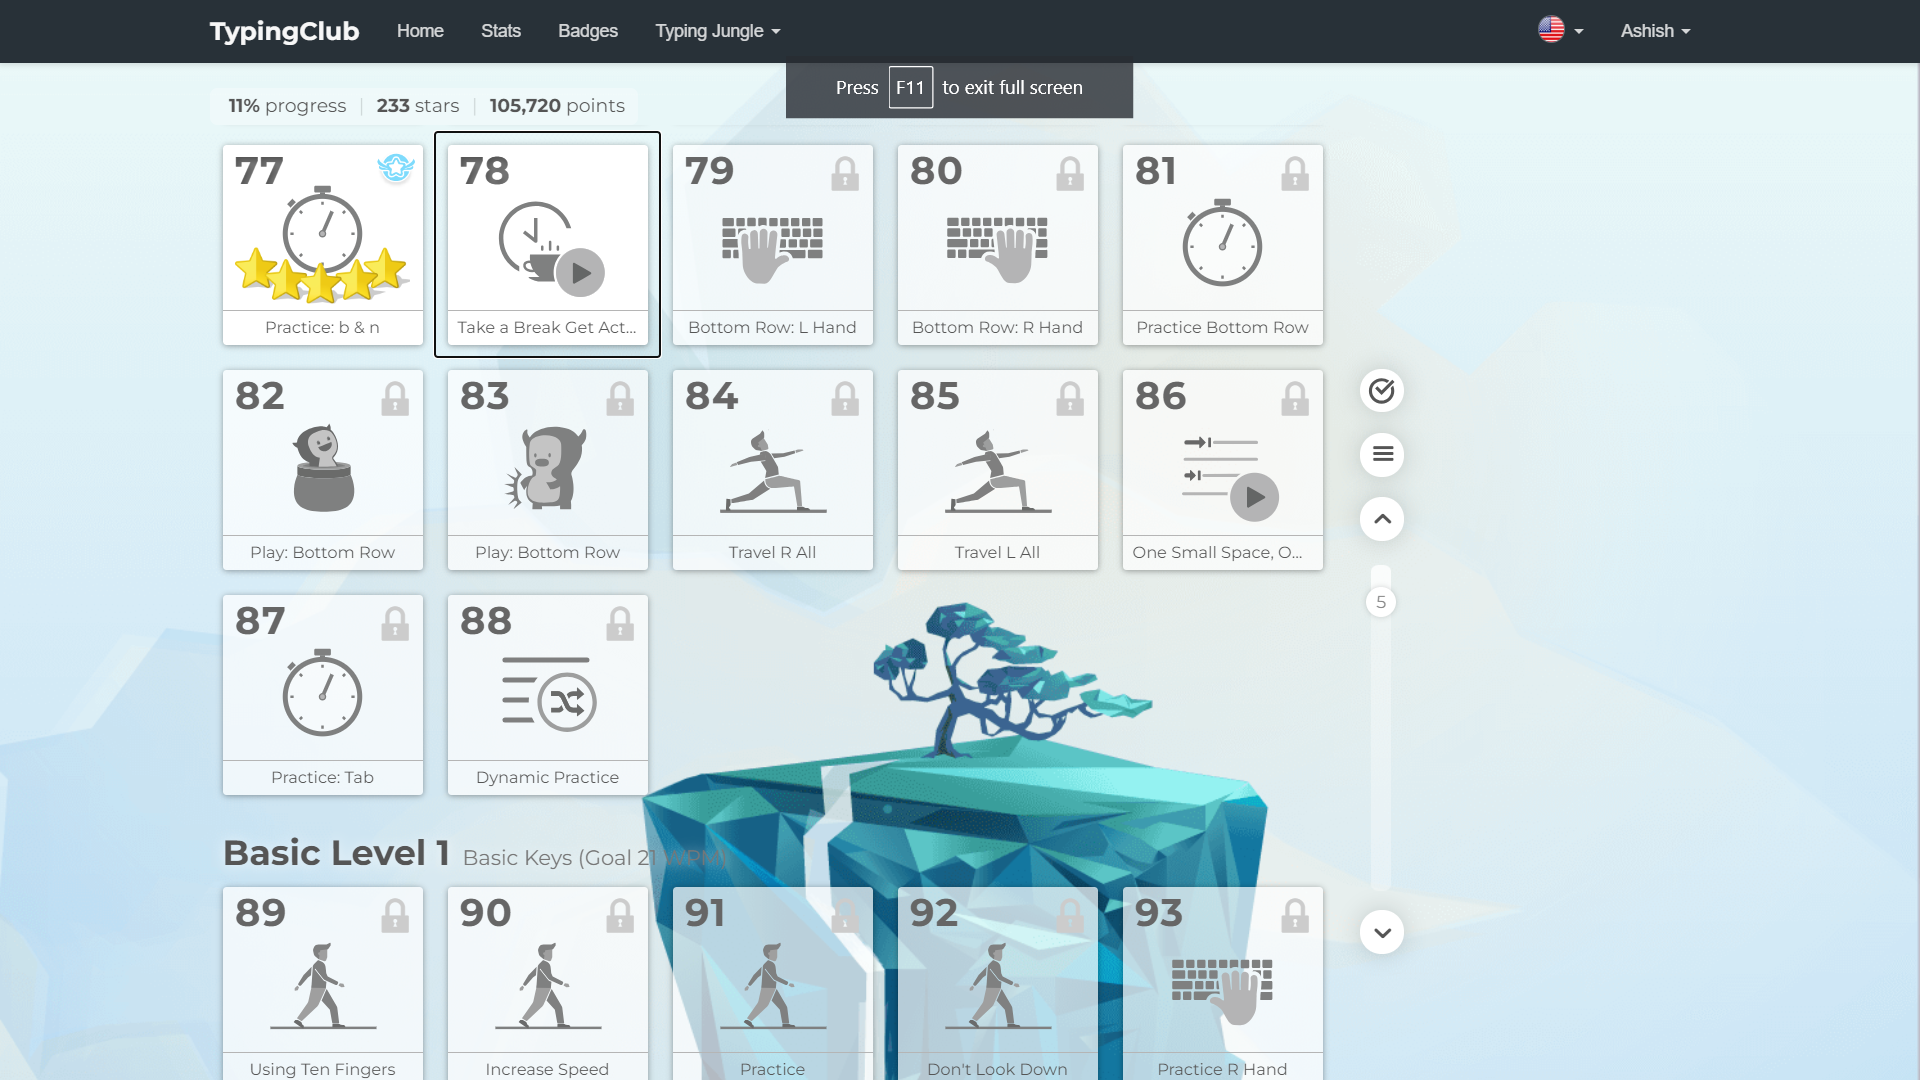 TypingClub Home Stats Badges Typing Jungle Ashish
Press F11 to exit full screen
11% progress 233 stars 105,720 points
77 78 79 80 81
Practice: b & n Take a Break Get Act... Bottom Row: L Hand Bottom Row: R Hand Practice Bottom Row
82 83 84 85 86
Play: Bottom Row Play: Bottom Row Travel R All Travel L All One Small Space, O...
5
87 88
Practice: Tab Dynamic Practice
Basic Level 1 Basic Keys (Goal 21 WPM)
89 90 91 92 93
Using Ten Fingers Increase Speed Practice Don't Look Down Practice R Hand